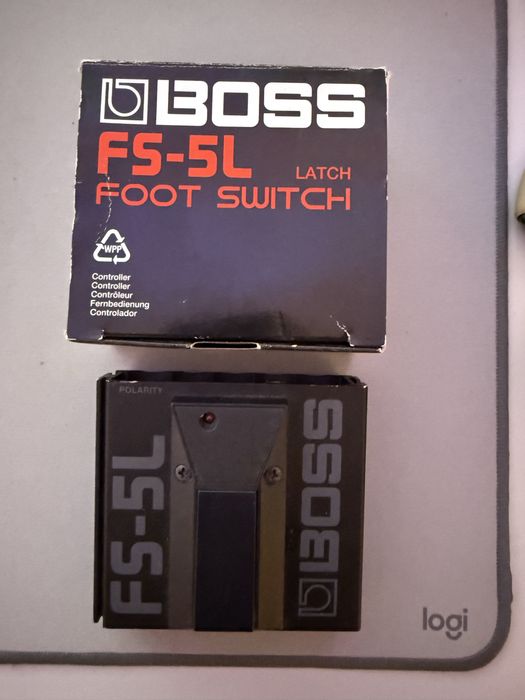 BOSS
FS-5L LATCH
FOOT SWITCH
WPP
Controller
Controller
Contrôleur
Fernbedienung
Controlador
POLARITY
FS-5L
BOSS
logi